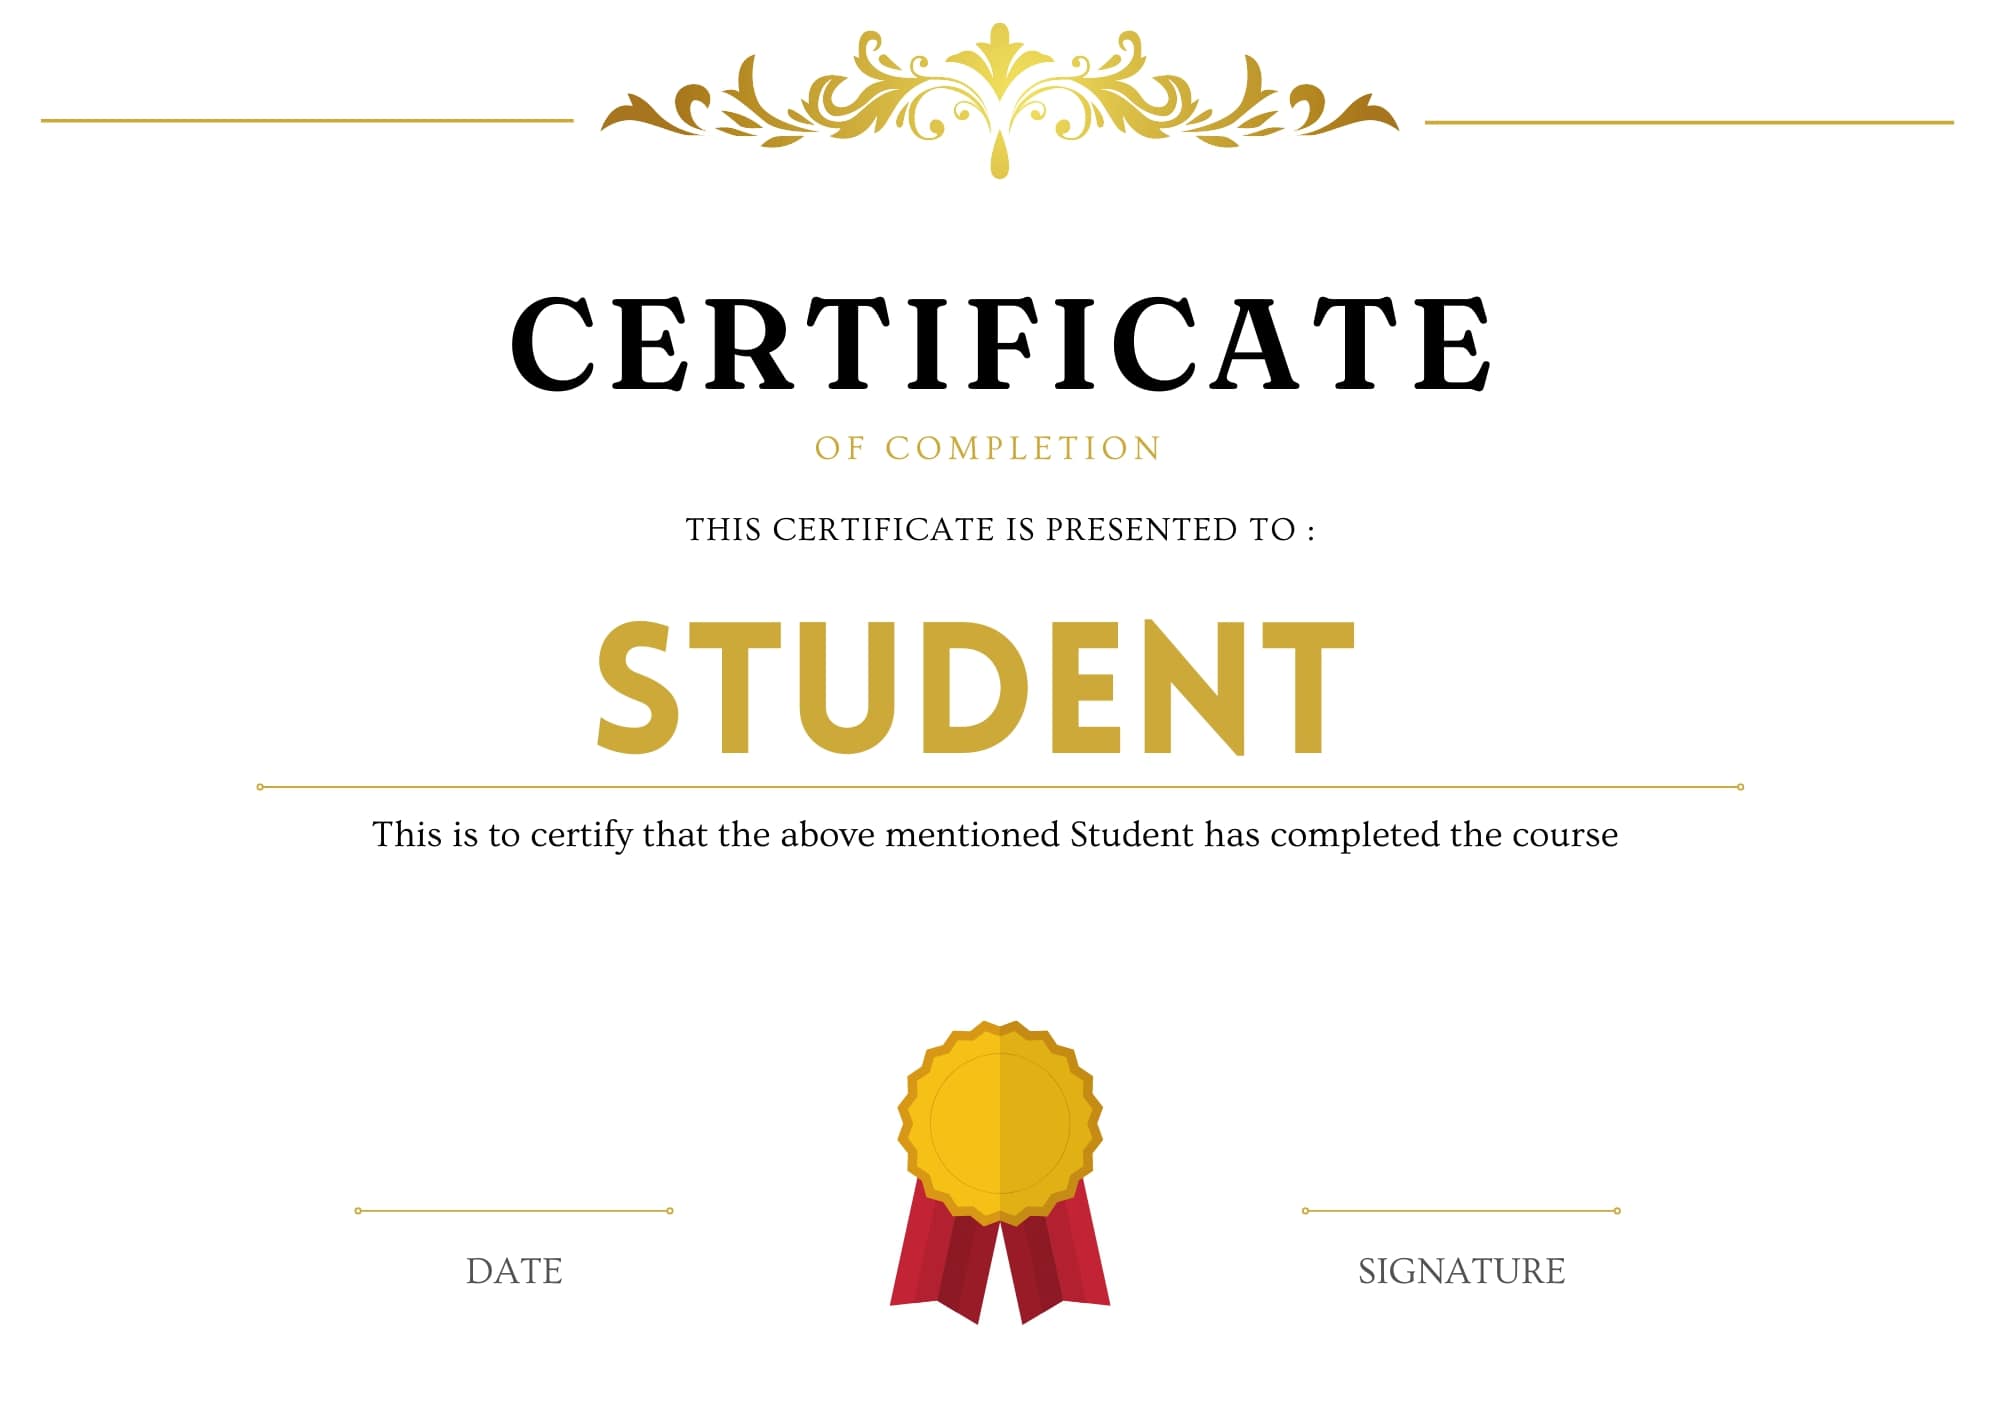 CERTIFICATE
OF COMPLETION
THIS CERTIFICATE IS PRESENTED TO :
STUDENT
This is to certify that the above mentioned Student has completed the course
DATE
SIGNATURE